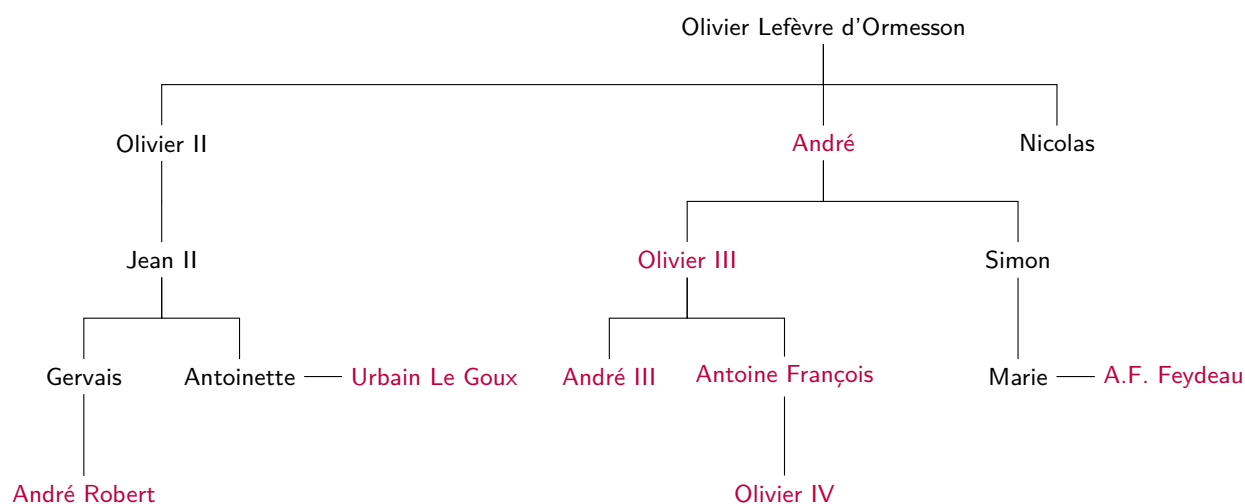 Olivier Lefèvre d'Ormesson
Olivier II
André
Nicolas
Jean II
Olivier III
Simon
Gervais
Antoinette
Urbain Le Goux
André III
Antoine François
Marie
A.F. Feydeau
André Robert
Olivier IV